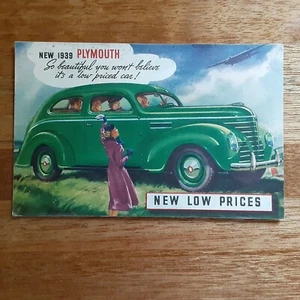 NEW 1939 PLYMOUTH
So beautiful you won't believe
it's a low-priced car!
NEW LOW PRICES